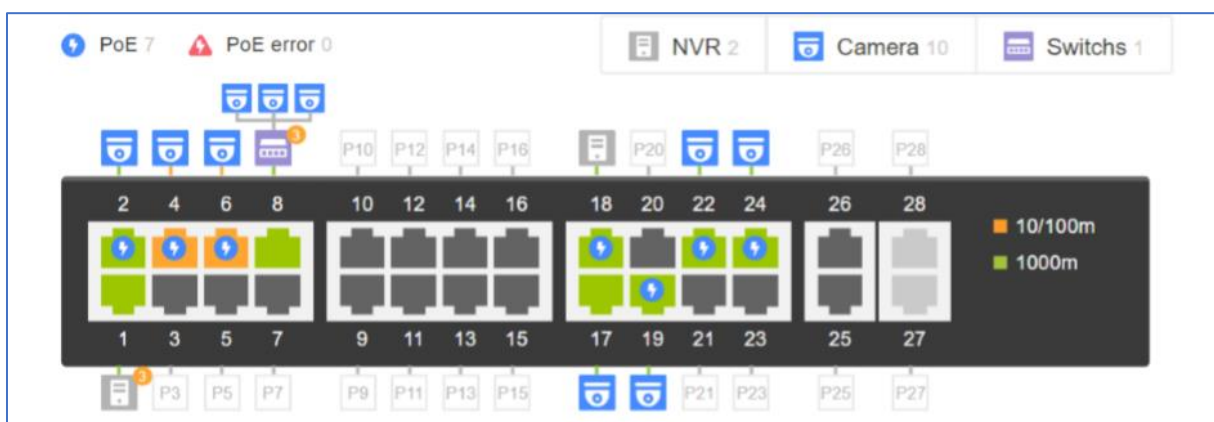 PoE 7 PoE error 0 NVR 2 Camera 10 Switchs 1
3 P10 P12 P14 P16 P20 P26 P28
2 4 6 8 10 12 14 16 18 20 22 24 26 28
10/100m
1000m
1 3 5 7 9 11 13 15 17 19 21 23 25 27
3 P3 P5 P7 P9 P11 P13 P15 P21 P23 P25 P27